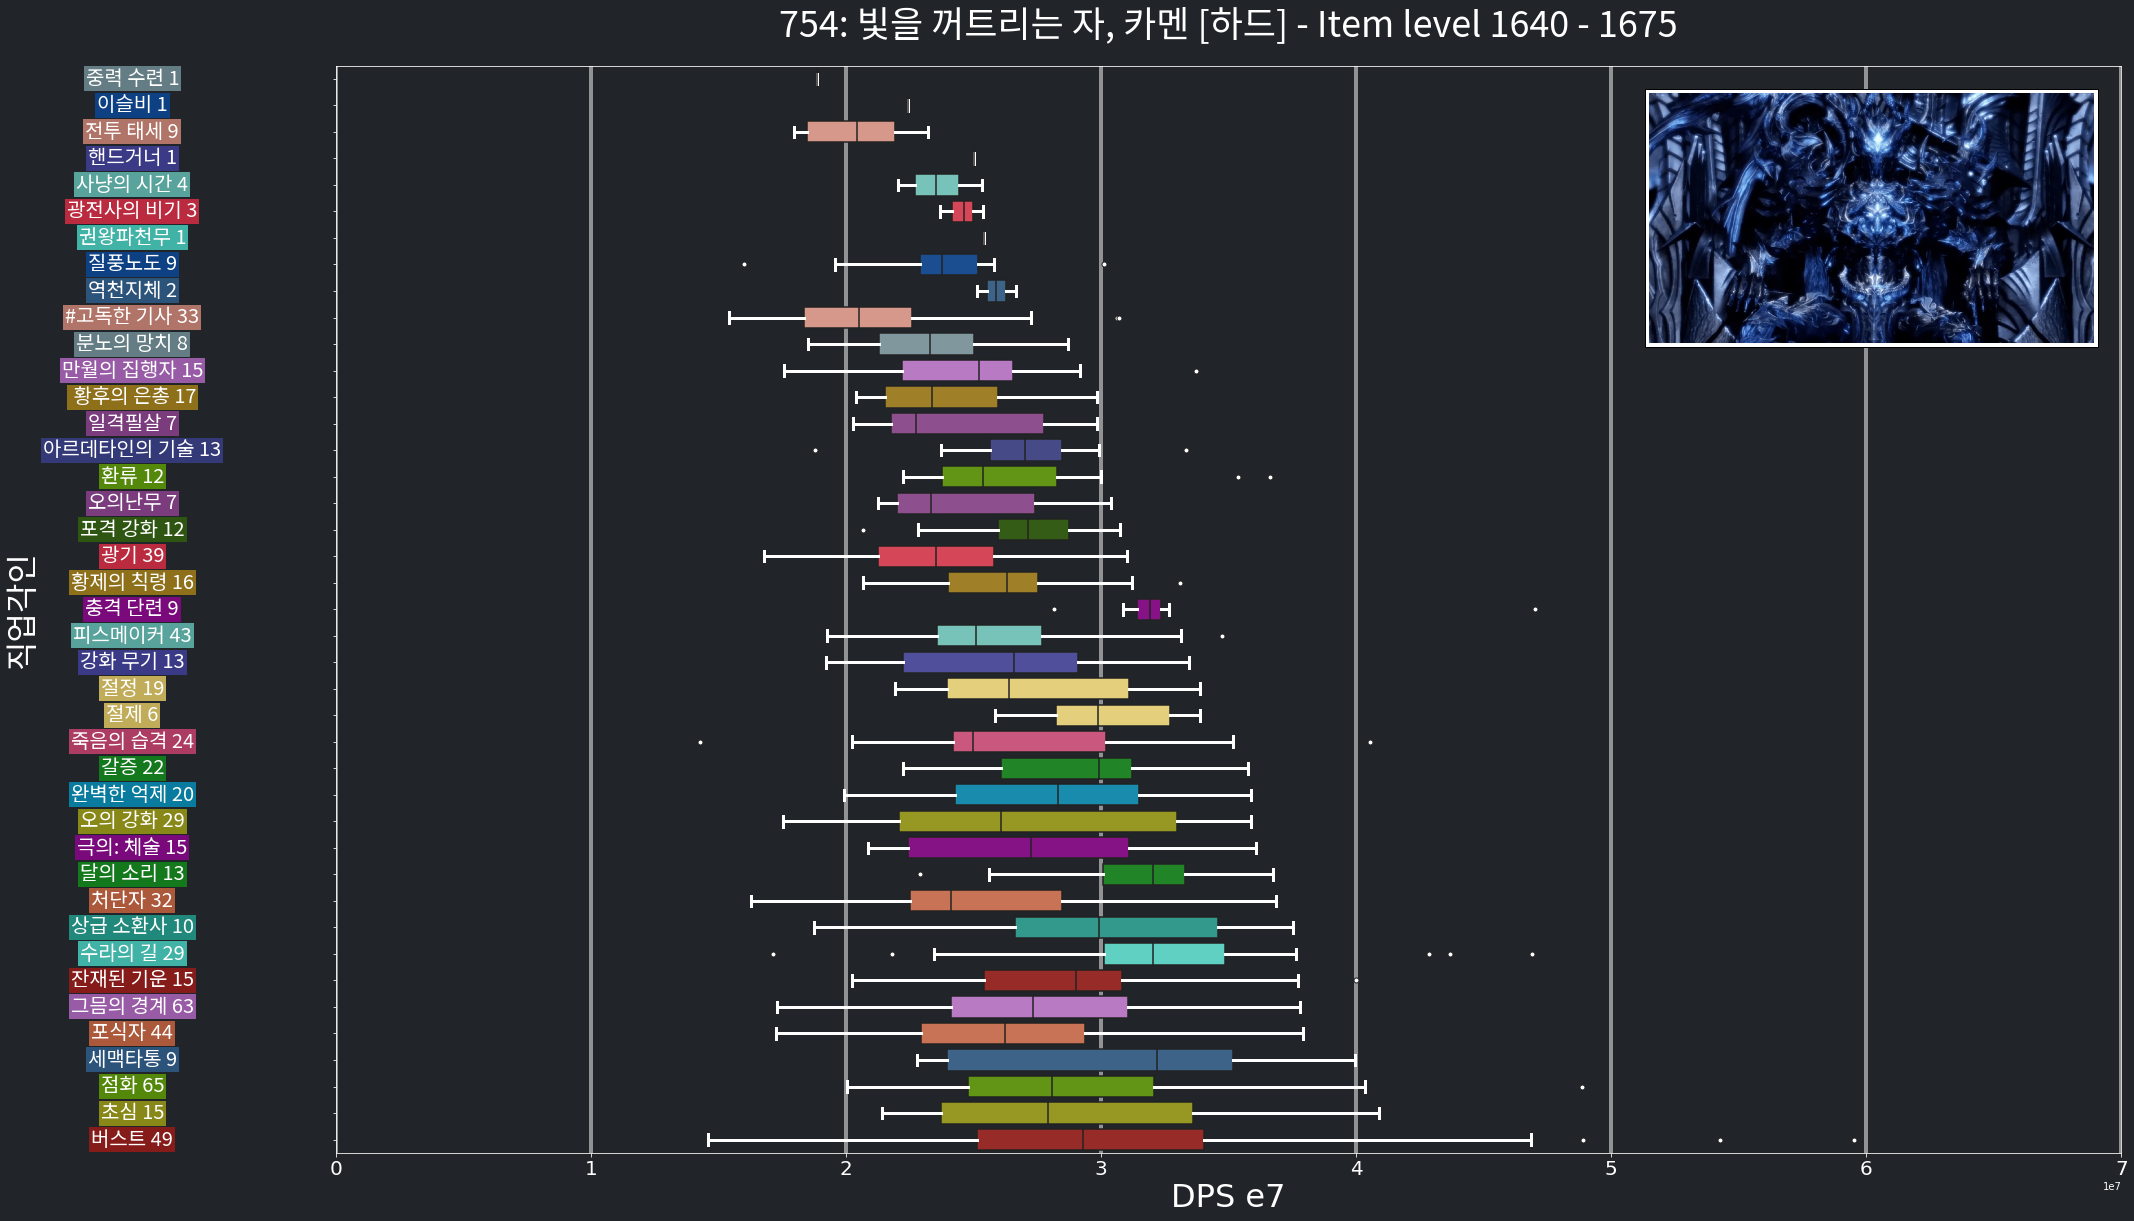 754: 빛을 꺼트리는 자, 카멘 [하드] - Item level 1640 - 1675
중력 수련 1
이슬비 1
전투 태세 9
핸드거너 1
사냥의 시간 4
광전사의 비기 3
권왕파천무 1
질풍노도 9
역천지체 2
#고독한 기사 33
분노의 망치 8
만월의 집행자 15
황후의 은총 17
일격필살 7
아르데타인의 기술 13
환류 12
오의난무 7
포격 강화 12
광기 39
황제의 칙령 16
충격 단련 9
피스메이커 43
강화 무기 13
절정 19
절제 6
죽음의 습격 24
갈증 22
완벽한 억제 20
오의 강화 29
극의: 체술 15
달의 소리 13
처단자 32
상급 소환사 10
수라의 길 29
잔재된 기운 15
그믐의 경계 63
포식자 44
세맥타통 9
점화 65
초심 15
버스트 49
직업각인
0 1 2 3 4 5 6 7
1e7
DPS e7